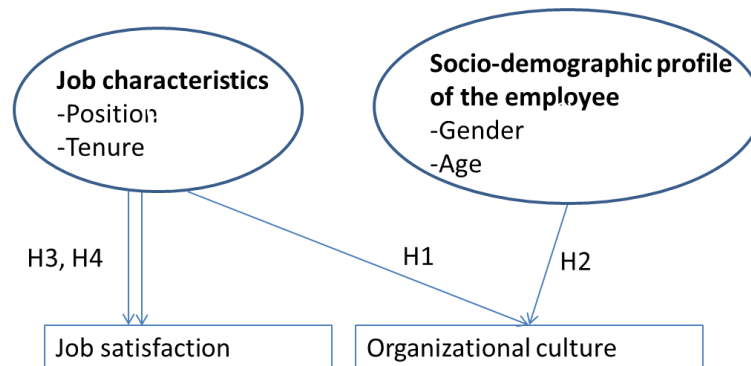 Job characteristics
-Position
-Tenure
Socio-demographic profile
of the employee
-Gender
-Age
H3, H4
H1
H2
Job satisfaction
Organizational culture